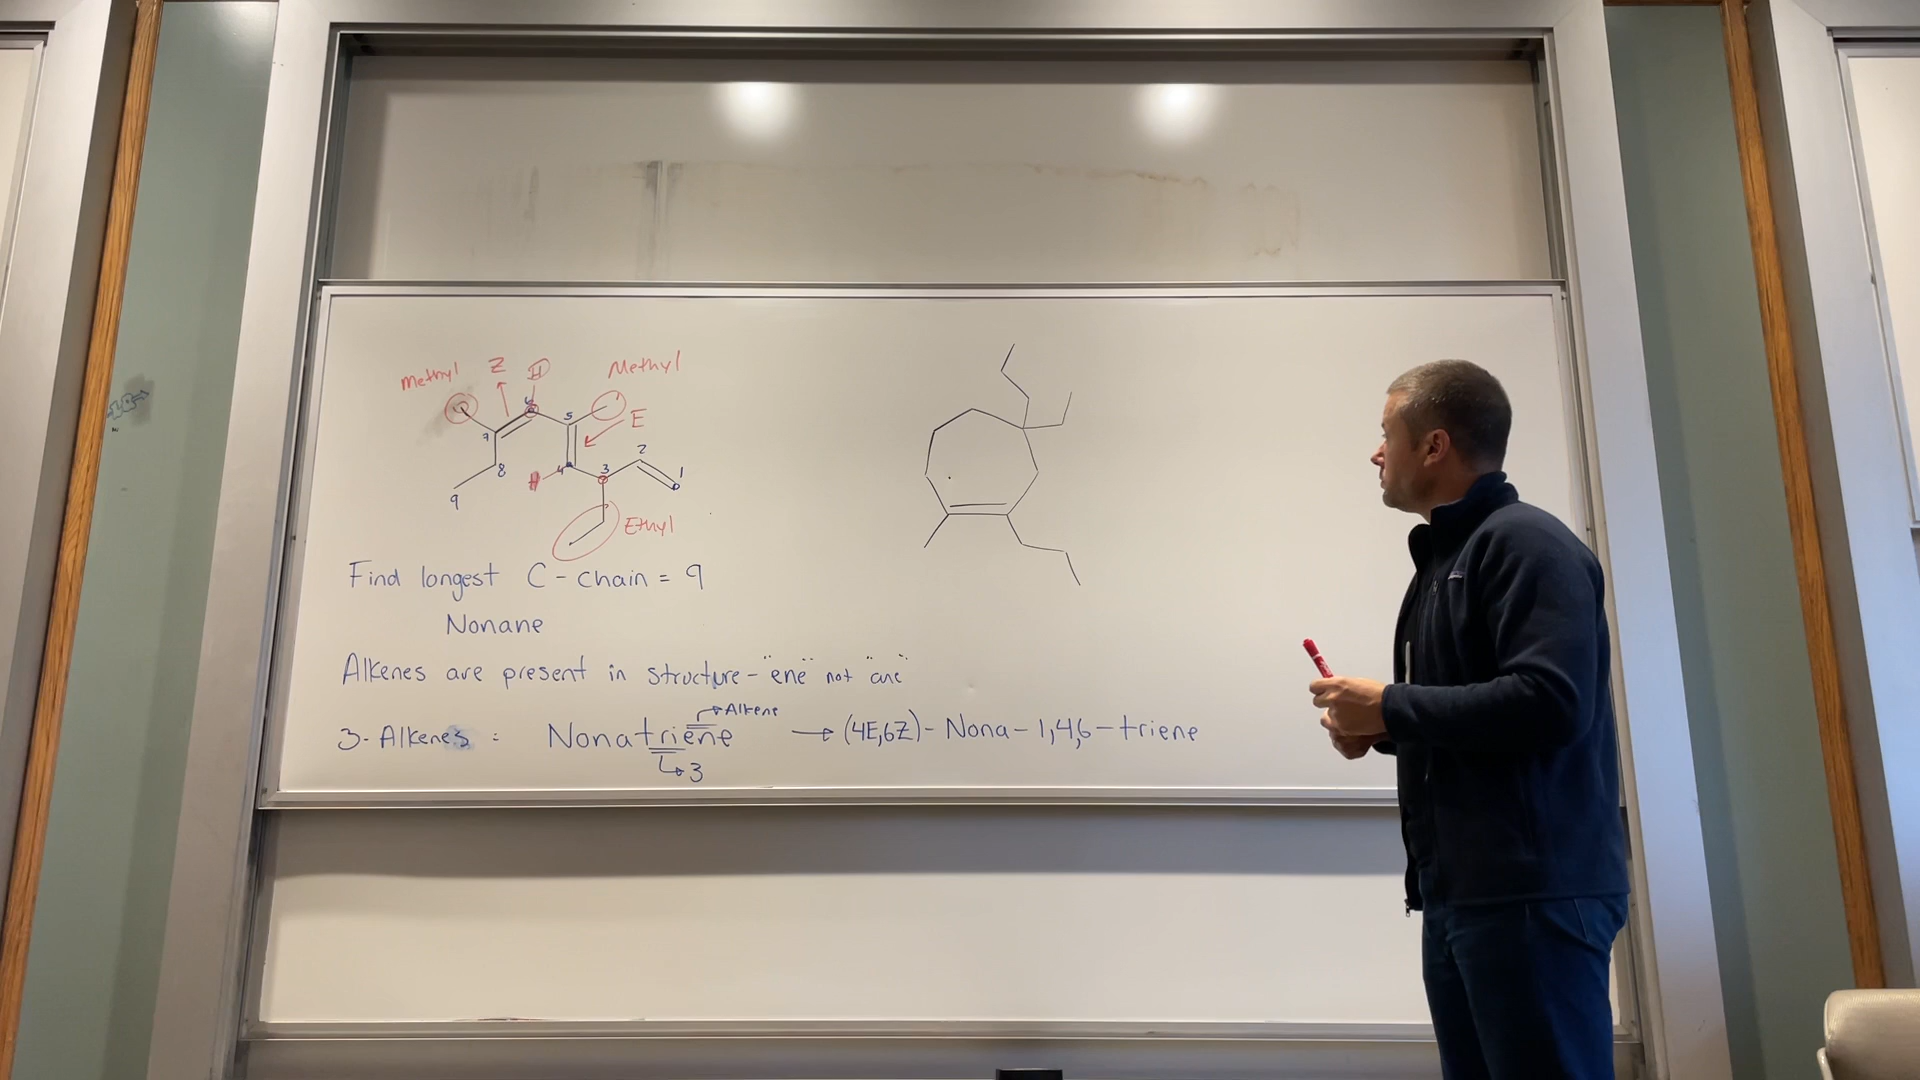 Methyl Z H Methyl
6 5 E
7 4 3 2 1
8 H
9
Ethyl
Find longest C-chain = 9
Nonane
Alkenes are present in structure - "ene" not "ane"
Alkene
3-Alkenes : Nonatriene → (4E,6Z)-Nona-1,4,6-triene
3